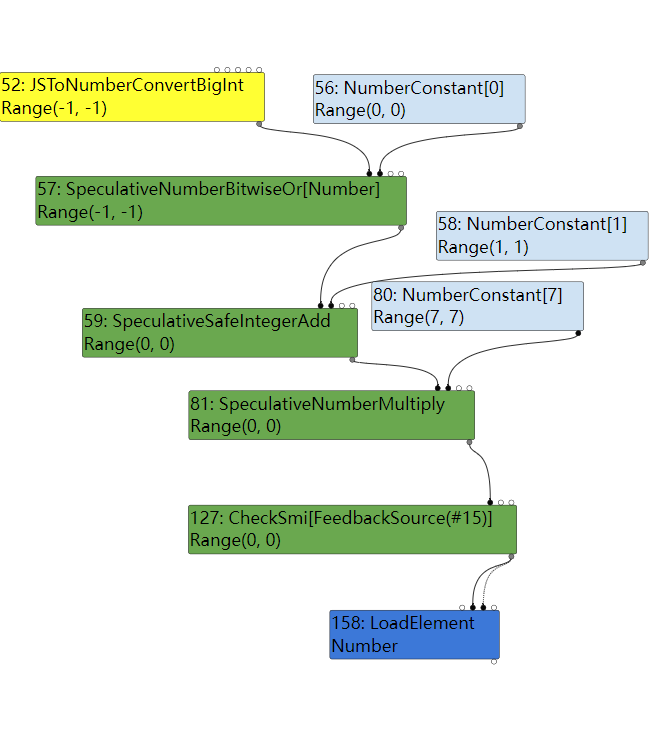 52: JSToNumberConvertBigInt
Range(-1, -1)
56: NumberConstant[0]
Range(0, 0)
57: SpeculativeNumberBitwiseOr[Number]
Range(-1, -1)
58: NumberConstant[1]
Range(1, 1)
80: NumberConstant[7]
Range(7, 7)
59: SpeculativeSafeIntegerAdd
Range(0, 0)
81: SpeculativeNumberMultiply
Range(0, 0)
127: CheckSmi[FeedbackSource(#15)]
Range(0, 0)
158: LoadElement
Number